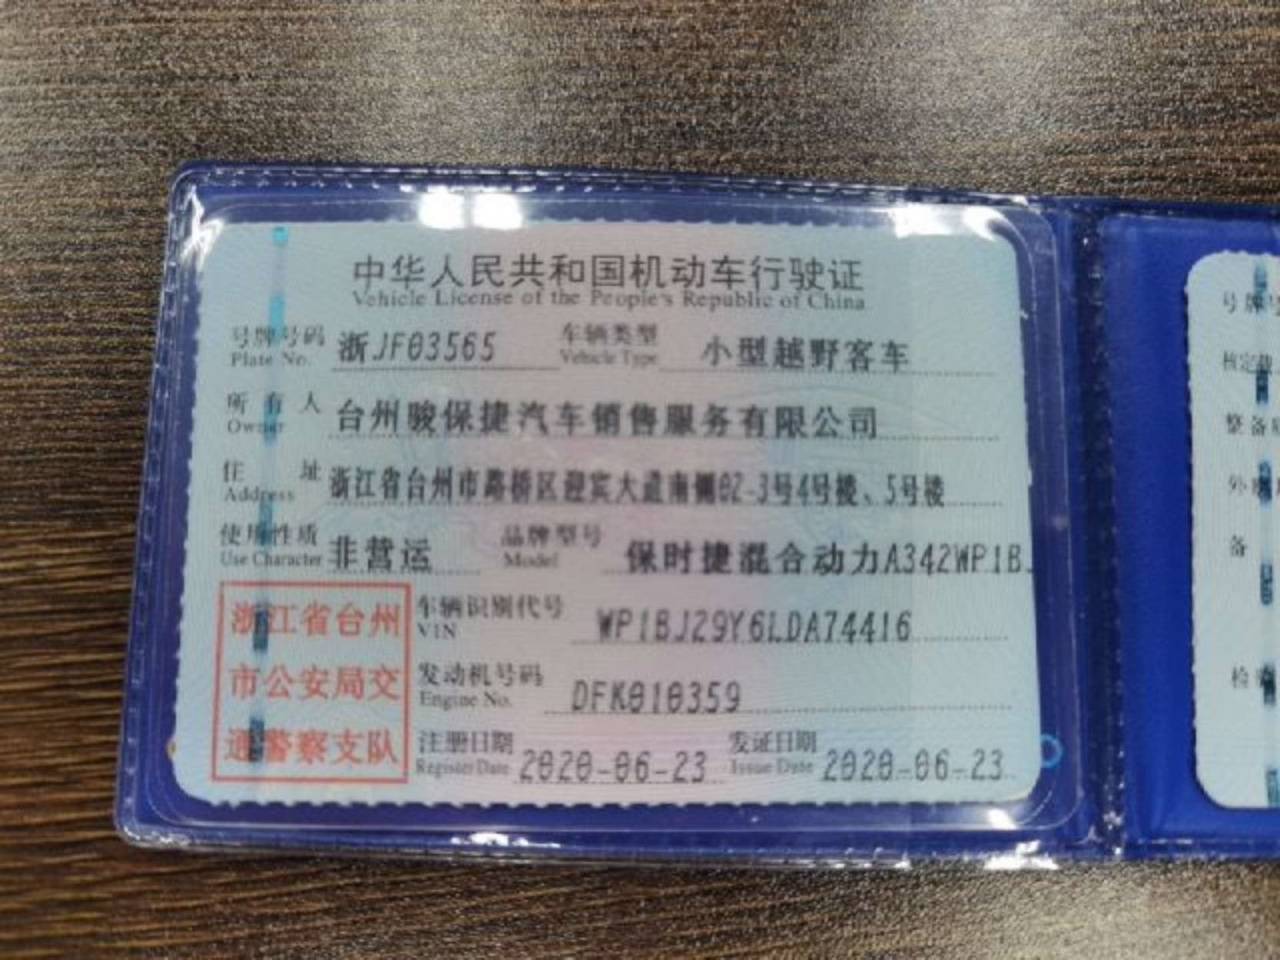 中华人民共和国机动车行驶证
Vehicle License of the People's Republic of China
号牌号码 浙JF03565 车辆类型 小型越野客车
Plate No. Vehicle Type
所有人 台州骏保捷汽车销售服务有限公司
Owner
住址 浙江省台州市路桥区迎宾大道南侧02-3号4号楼、5号楼
Address
使用性质 非营运 品牌型号 保时捷混合动力A342WP1B
Use Character Model
浙江省台州
市公安局交
通警察支队
车辆识别代号 WP1BJ29Y6LDA74416
VIN
发动机号码 DFK010359
Engine No.
注册日期 2020-06-23 发证日期 2020-06-23
Register Date Issue Date
号牌
核定
整备
外
备
检